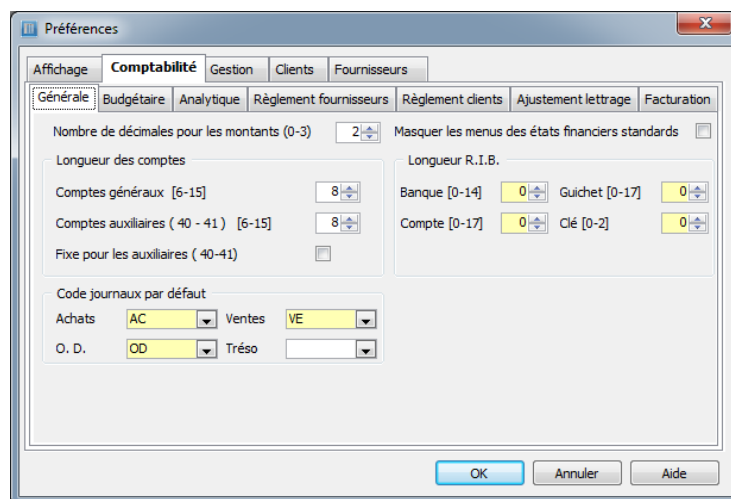 Préférences
Affichage Comptabilité Gestion Clients Fournisseurs
Générale Budgétaire Analytique Règlement fournisseurs Règlement clients Ajustement lettrage Facturation
Nombre de décimales pour les montants (0-3) 2 Masquer les menus des états financiers standards
Longueur des comptes Longueur R.I.B.
Comptes généraux [6-15] 8 Banque [0-14] 0 Guichet [0-17] 0
Comptes auxiliaires ( 40 - 41 ) [6-15] 8 Compte [0-17] 0 Clé [0-2] 0
Fixe pour les auxiliaires ( 40-41)
Code journaux par défaut
Achats AC Ventes VE
O. D. OD Tréso
OK Annuler Aide